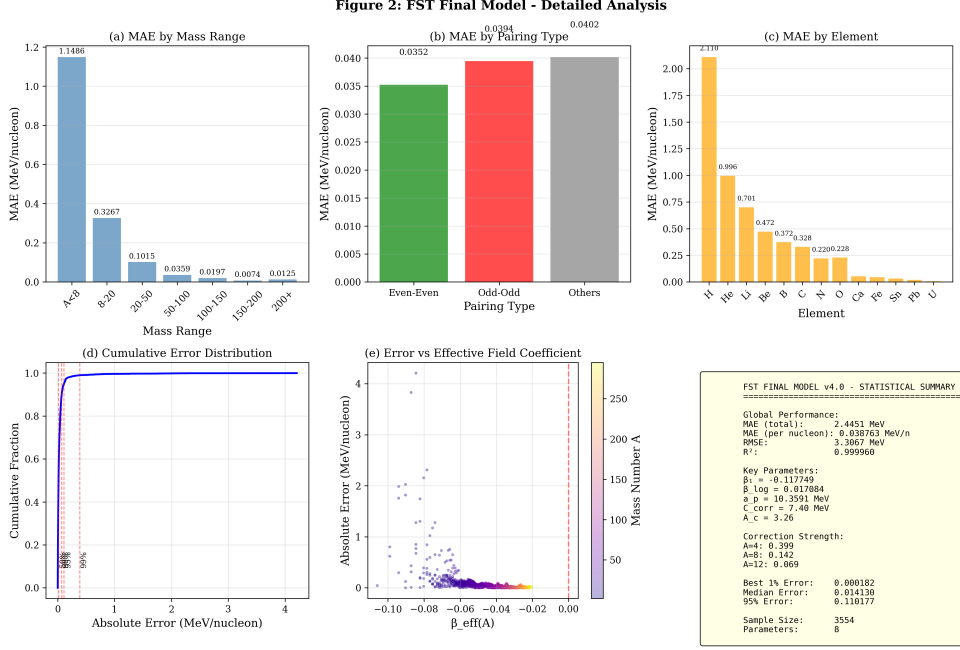 Figure 2: FST Final Model - Detailed Analysis
(a) MAE by Mass Range
MAE (MeV/nucleon)
1.2
1.0
0.8
0.6
0.4
0.2
0.0
1.1486
0.3267
0.1015
0.0359
0.0197
0.0074
0.0125
A<8
8-20
20-50
50-100
100-150
150-200
200+
Mass Range
(b) MAE by Pairing Type
MAE (MeV/nucleon)
0.040
0.035
0.030
0.025
0.020
0.015
0.010
0.005
0.000
0.0352
0.0394
0.0402
Even-Even
Odd-Odd
Others
Pairing Type
(c) MAE by Element
MAE (MeV/nucleon)
2.00
1.75
1.50
1.25
1.00
0.75
0.50
0.25
0.00
2.110
0.996
0.701
0.472
0.372
0.328
0.220
0.228
H
He
Li
Be
B
C
N
O
Ca
Fe
Sn
Pb
U
Element
(d) Cumulative Error Distribution
Cumulative Fraction
1.0
0.8
0.6
0.4
0.2
0.0
99%
0
1
2
3
4
Absolute Error (MeV/nucleon)
(e) Error vs Effective Field Coefficient
Absolute Error (MeV/nucleon)
4
3
2
1
0
−0.10
−0.08
−0.06
−0.04
−0.02
0.00
β_eff(A)
250
200
150
100
50
Mass Number A
FST FINAL MODEL v4.0 - STATISTICAL SUMMARY
Global Performance:
MAE (total): 2.4451 MeV
MAE (per nucleon): 0.038763 MeV/n
RMSE: 3.3067 MeV
R²: 0.999960
Key Parameters:
β₁ = -0.117749
β_log = 0.017084
a_p = 10.3591 MeV
C_corr = 7.40 MeV
A_c = 3.26
Correction Strength:
A=4: 0.399
A=8: 0.142
A=12: 0.069
Best 1% Error: 0.000182
Median Error: 0.014130
95% Error: 0.110177
Sample Size: 3554
Parameters: 8